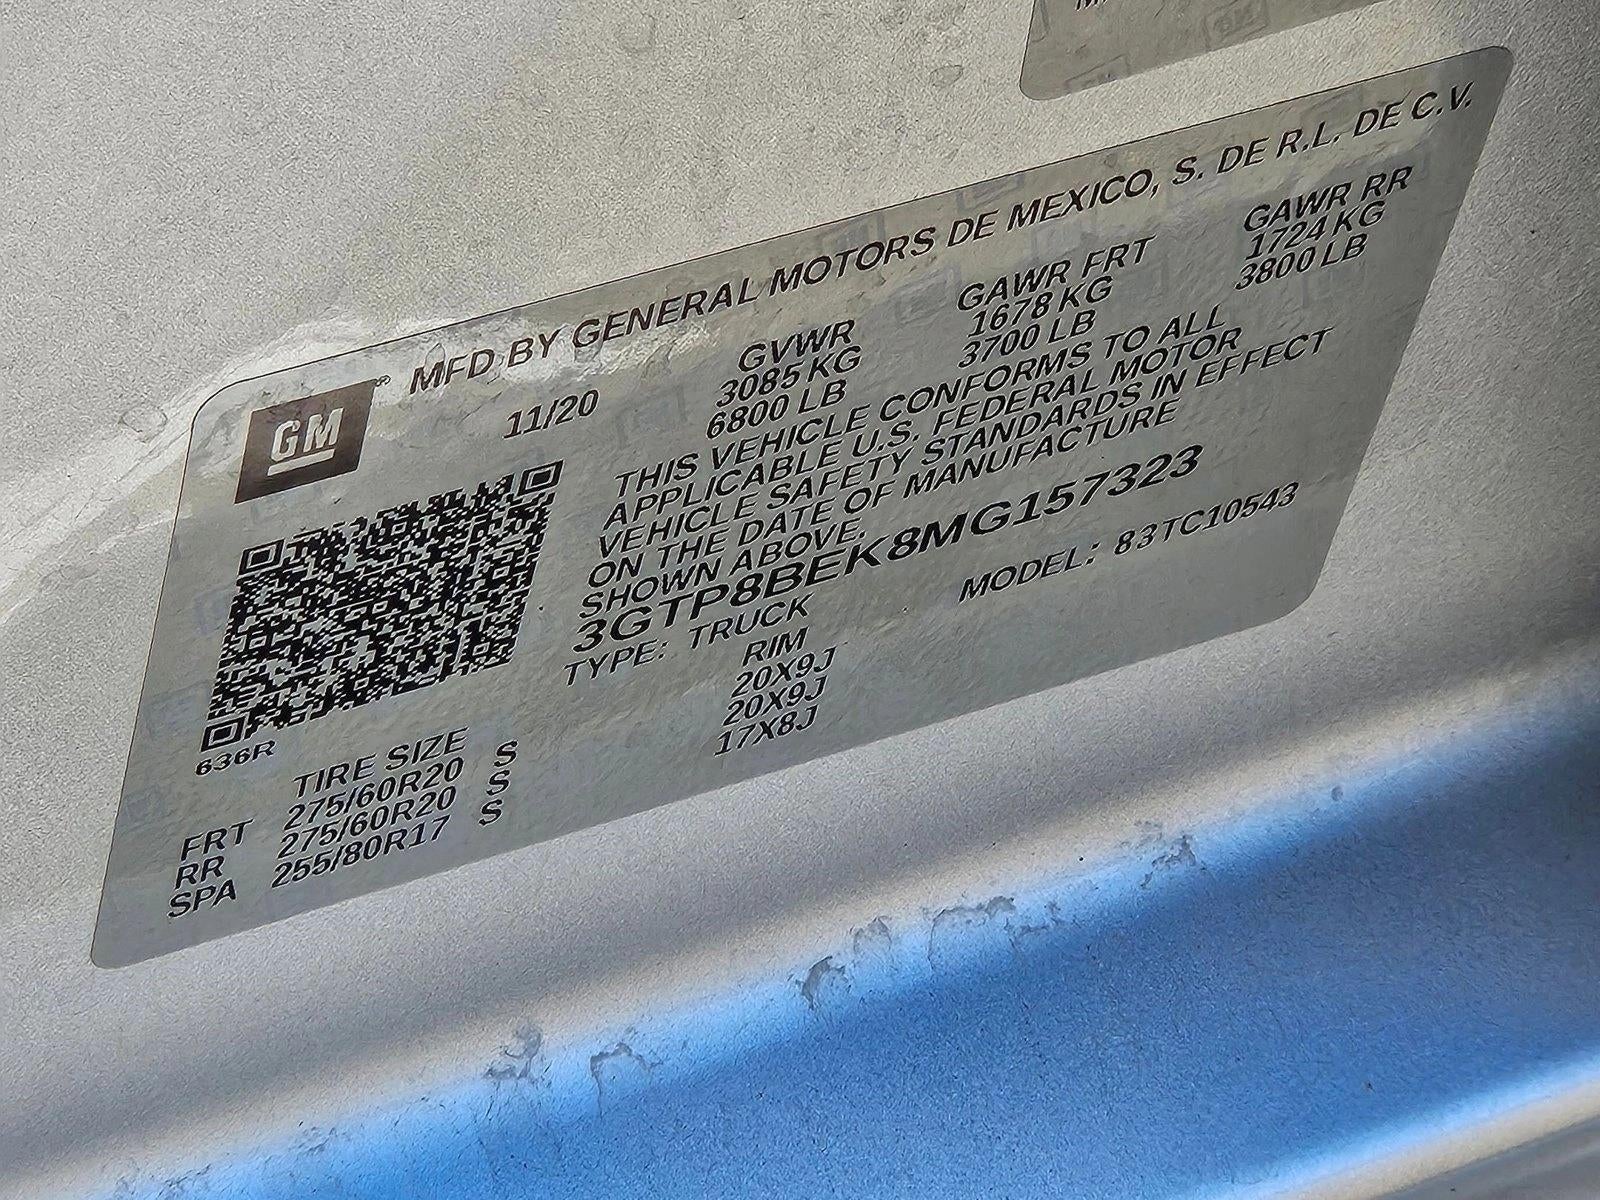 MFD BY GENERAL MOTORS DE MEXICO, S. DE R.L. DE C.V.
GM®
11/20 GVWR GAWR FRT GAWR RR
3085 KG 1678 KG 1724 KG
6800 LB 3700 LB 3800 LB
THIS VEHICLE CONFORMS TO ALL
APPLICABLE U.S. FEDERAL MOTOR
VEHICLE SAFETY STANDARDS IN EFFECT
ON THE DATE OF MANUFACTURE
SHOWN ABOVE.
3GTP8BEK8MG157323
TYPE: TRUCK MODEL: 83TC10543
636R
TIRE SIZE RIM
FRT 275/60R20 S 20X9J
RR 275/60R20 S 20X9J
SPA 255/80R17 S 17X8J